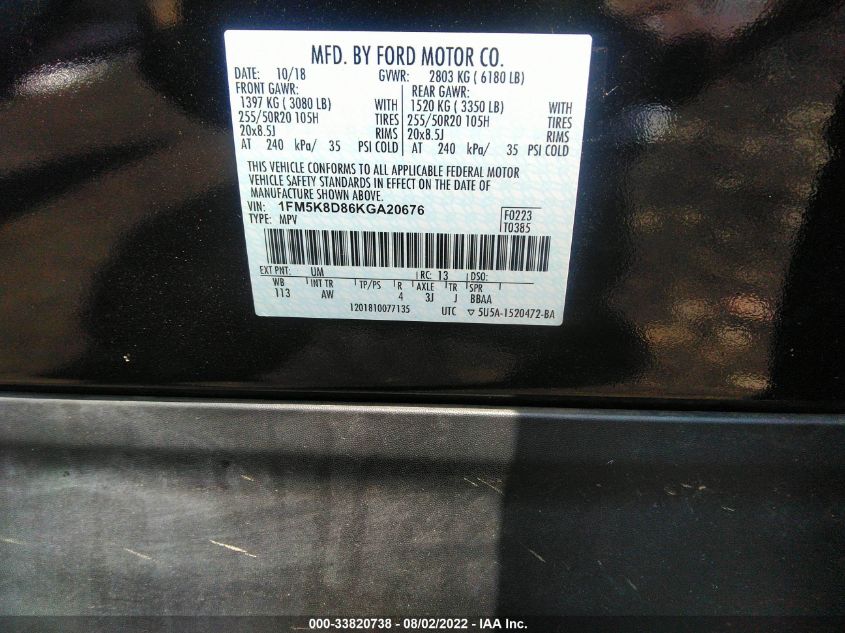 MFD. BY FORD MOTOR CO.
DATE: 10/18 GVWR: 2803 KG ( 6180 LB)
FRONT GAWR: REAR GAWR:
1397 KG ( 3080 LB) WITH 1520 KG ( 3350 LB) WITH
255/50R20 105H TIRES 255/50R20 105H TIRES
20x8.5J RIMS 20x8.5J RIMS
AT 240 kPa/ 35 PSI COLD AT 240 kPa/ 35 PSI COLD
THIS VEHICLE CONFORMS TO ALL APPLICABLE FEDERAL MOTOR
VEHICLE SAFETY STANDARDS IN EFFECT ON THE DATE OF
MANUFACTURE SHOWN ABOVE.
VIN: 1FM5K8D86KGA20676 F0223
TYPE: MPV T0385
EXT PNT: UM RC: 13 DSO:
WB INT TR TP/PS R AXLE TR SPR
113 AW 4 3J J BBAA
1201810077135 UTC ▽ 5U5A-1520472-BA
000-33820738 - 08/02/2022 - IAA Inc.